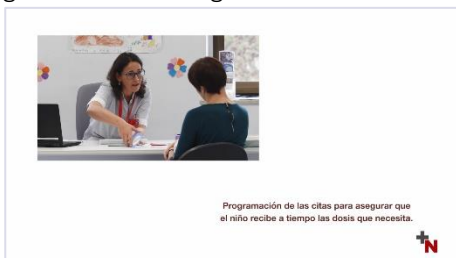 Programación de las citas para asegurar que
el niño recibe a tiempo las dosis que necesita.
N